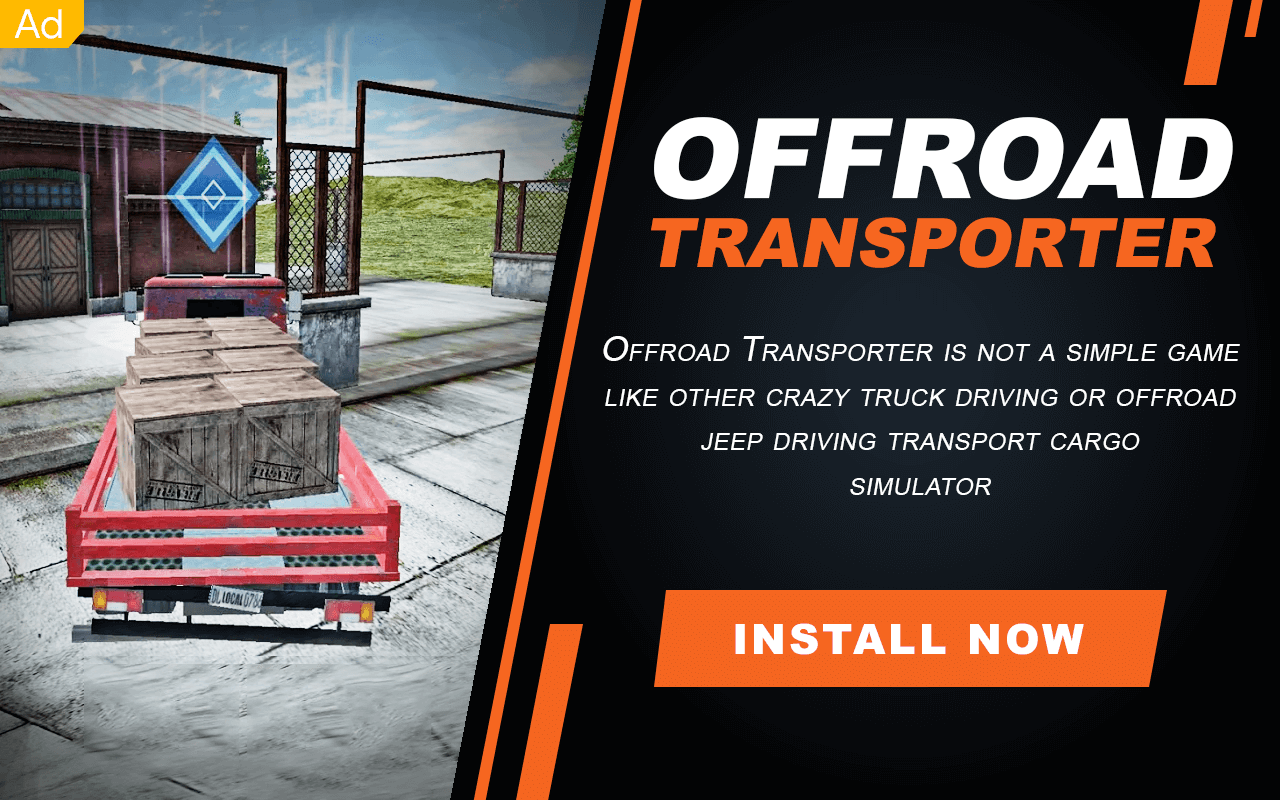 Ad
OFFROAD
TRANSPORTER
Offroad Transporter is not a simple game
like other crazy truck driving or offroad
jeep driving transport cargo
simulator
INSTALL NOW